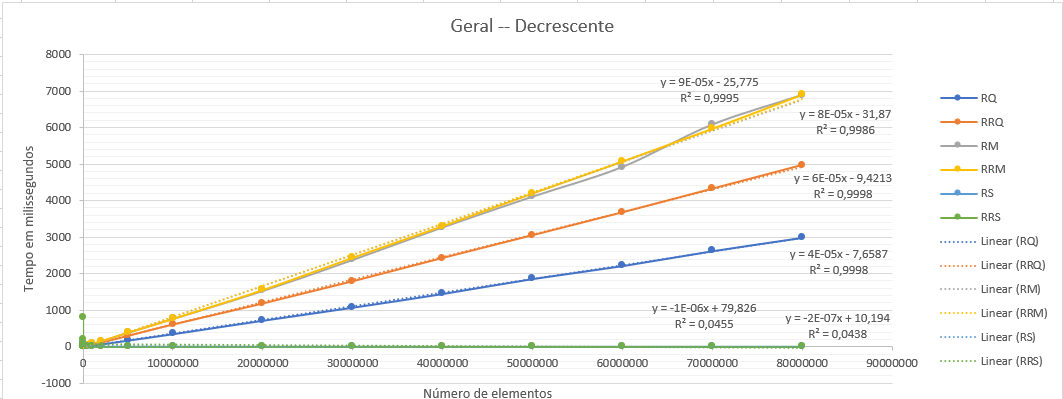 Geral -- Decrescente
8000
7000
6000
5000
4000
3000
2000
1000
0
-1000
Tempo em milissegundos
y = 9E-05x - 25,775
R² = 0,9995
y = 8E-05x - 31,87
R² = 0,9986
y = 6E-05x - 9,4213
R² = 0,9998
y = 4E-05x - 7,6587
R² = 0,9998
y = -1E-06x + 79,826
R² = 0,0455
y = -2E-07x + 10,194
R² = 0,0438
0 10000000 20000000 30000000 40000000 50000000 60000000 70000000 80000000 90000000
Número de elementos
RQ
RRQ
RM
RRM
RS
RRS
Linear (RQ)
Linear (RRQ)
Linear (RM)
Linear (RRM)
Linear (RS)
Linear (RRS)